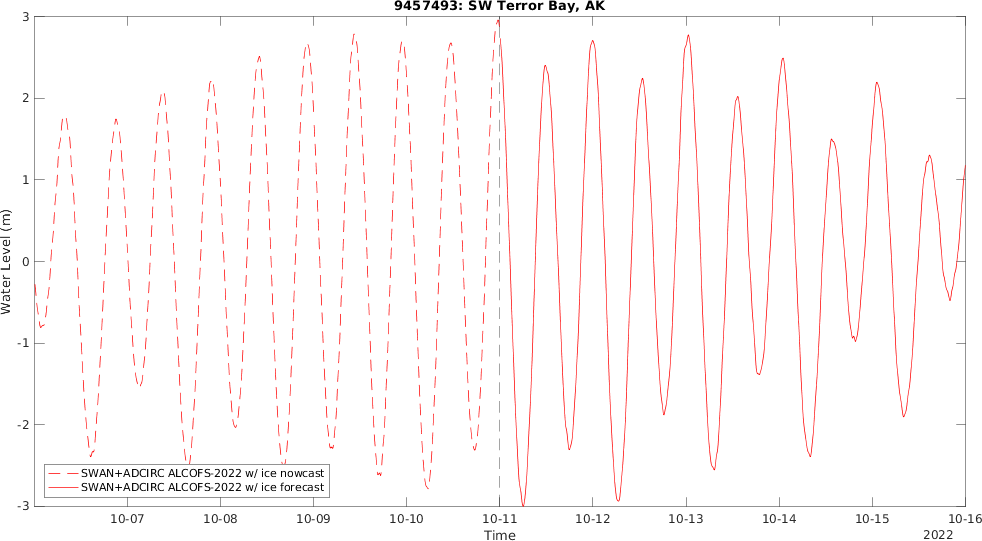 9457493: SW Terror Bay, AK
Water Level (m)
3
2
1
0
-1
-2
-3
SWAN+ADCIRC ALCOFS-2022 w/ ice nowcast
SWAN+ADCIRC ALCOFS-2022 w/ ice forecast
10-07 10-08 10-09 10-10 10-11 10-12 10-13 10-14 10-15 10-16
Time
2022